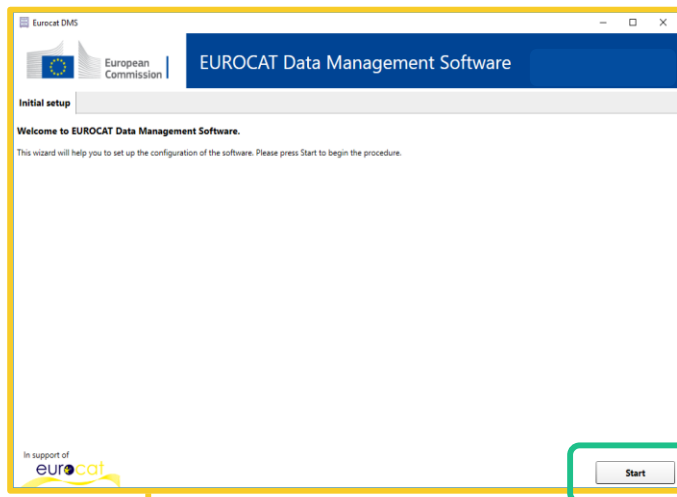 Eurocat DMS
European
Commission
EUROCAT Data Management Software
Initial setup
Welcome to EUROCAT Data Management Software.
This wizard will help you to set up the configuration of the software. Please press Start to begin the procedure.
In support of
eurocat
Start